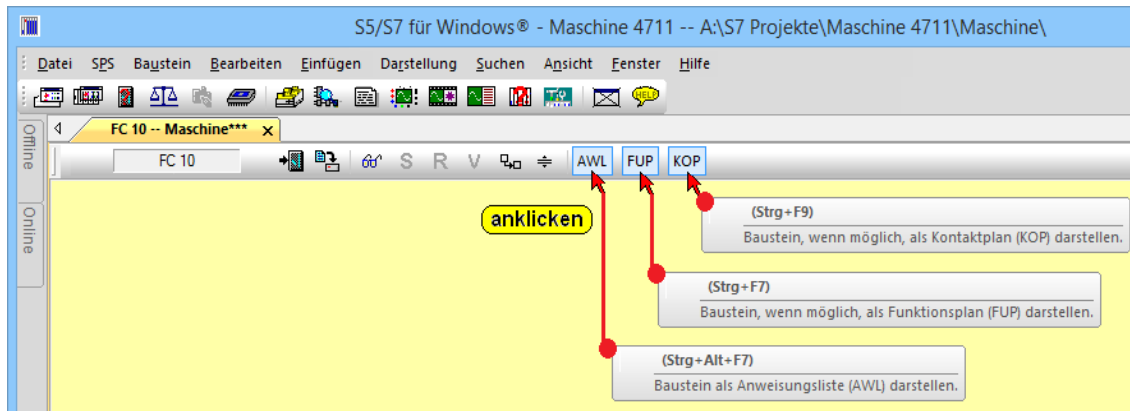 S5/S7 für Windows® - Maschine 4711 -- A:\S7 Projekte\Maschine 4711\Maschine\
Datei SPS Baustein Bearbeiten Einfügen Darstellung Suchen Ansicht Fenster Hilfe
HELP
Offline
FC 10 -- Maschine*** x
FC 10
S R V
AWL FUP KOP
Online
anklicken
(Strg+F9)
Baustein, wenn möglich, als Kontaktplan (KOP) darstellen.
(Strg+F7)
Baustein, wenn möglich, als Funktionsplan (FUP) darstellen.
(Strg+Alt+F7)
Baustein als Anweisungsliste (AWL) darstellen.